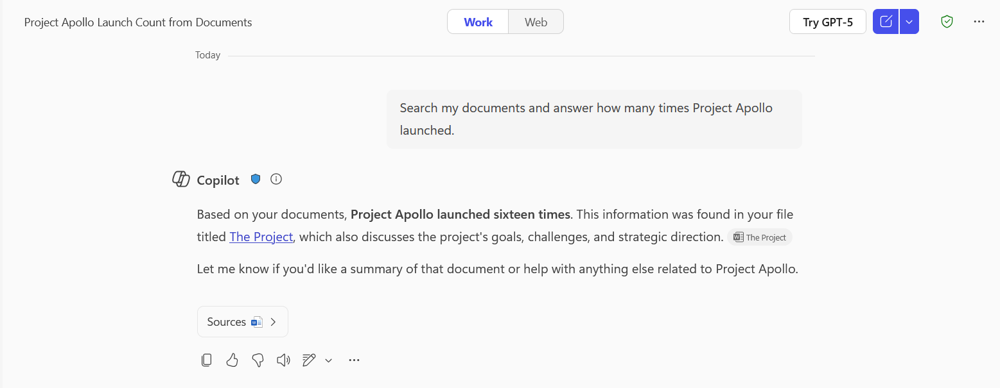 Project Apollo Launch Count from Documents
Work
Web
Try GPT-5
Today
Search my documents and answer how many times Project Apollo
launched.
Copilot
Based on your documents, Project Apollo launched sixteen times. This information was found in your file
titled The Project, which also discusses the project's goals, challenges, and strategic direction. The Project
Let me know if you'd like a summary of that document or help with anything else related to Project Apollo.
Sources